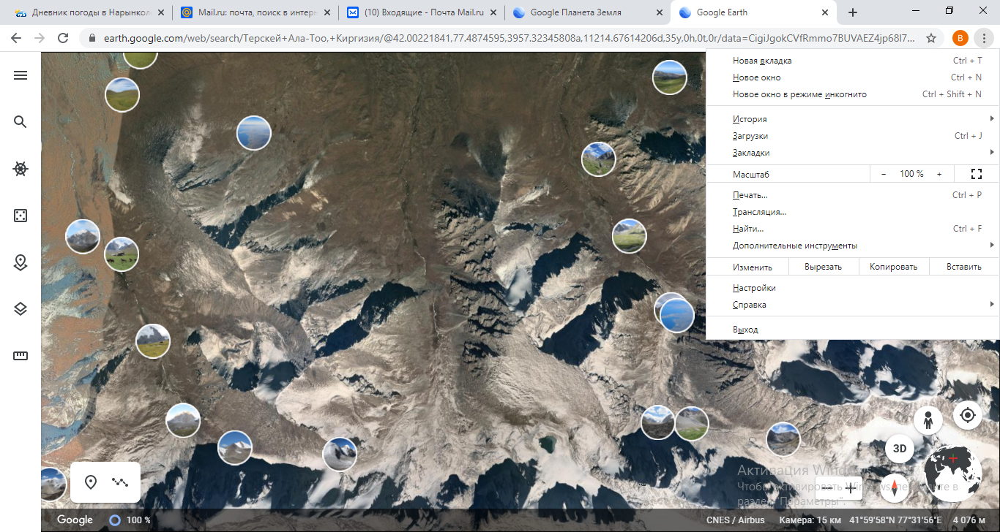 Дневник погоды в Нарынкол
Mail.ru: почта, поиск в интерн
(10) Входящие - Почта Mail.ru
Google Планета Земля
Google Earth
earth.google.com/web/search/Терскей+Ала-Тоо,+Киргизия/@42.00221841,77.4874595,3957.32345808a,11214.67614206d,35y,0h,0t,0r/data=CigiJgokCVfRmmo7BUVAEZ4jp68l7...
B
Новая вкладка Ctrl + T
Новое окно Ctrl + N
Новое окно в режиме инкогнито Ctrl + Shift + N
История
Загрузки Ctrl + J
Закладки
Масштаб – 100 % +
Печать... Ctrl + P
Трансляция...
Найти... Ctrl + F
Дополнительные инструменты
Изменить Вырезать Копировать Вставить
Настройки
Справка
Выход
3D
Активация Windows
Чтобы активировать Windows, перейдите в
раздел "Параметры".
Google 100 % CNES / Airbus Камера: 15 км 41°59'58"N 77°31'56"E 4 076 м